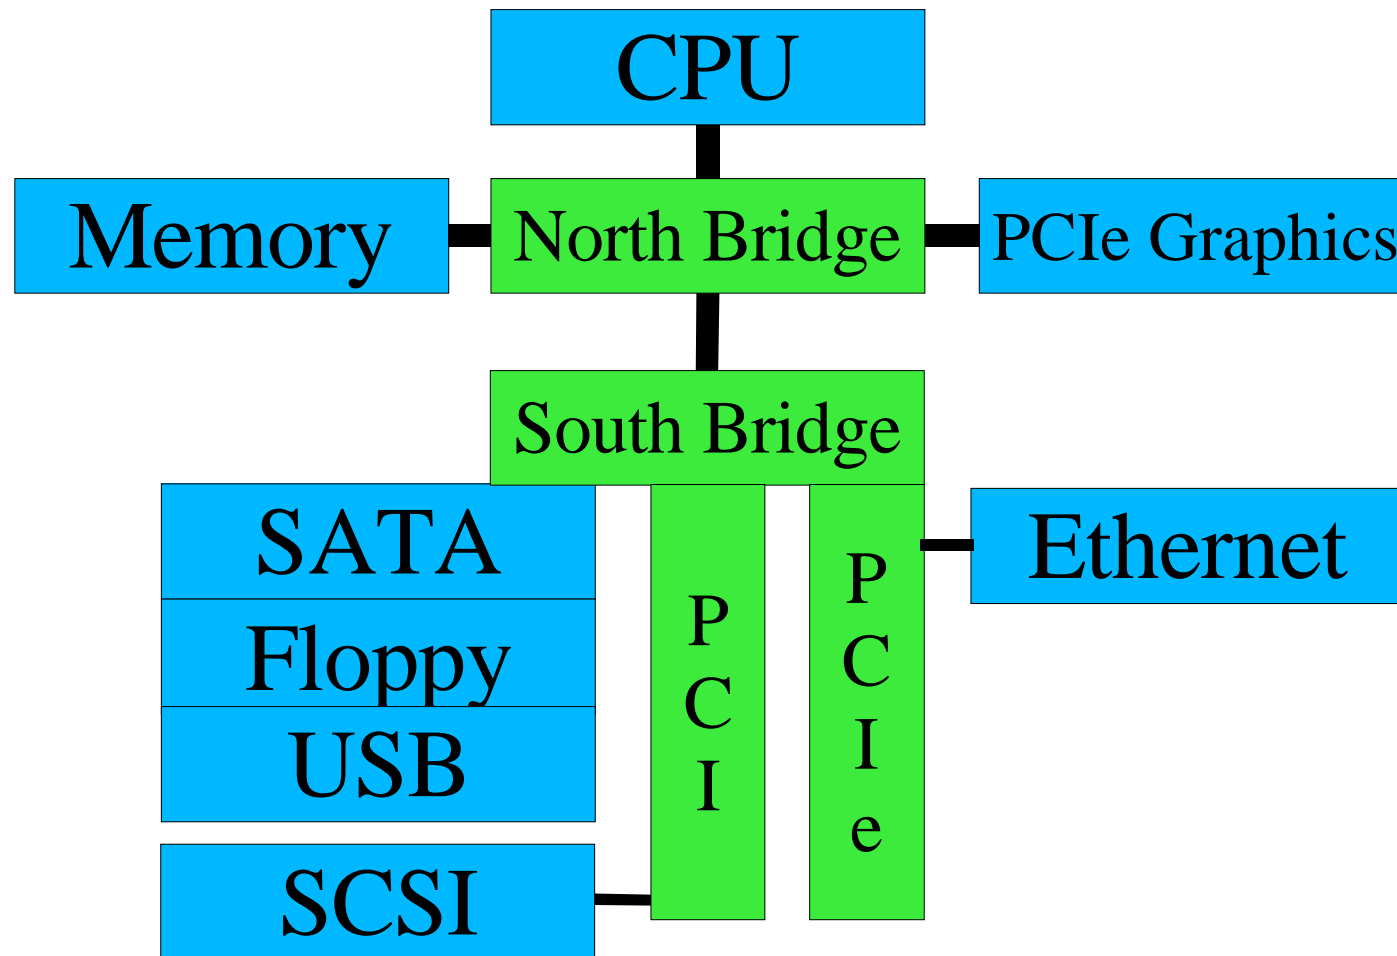 CPU
Memory
North Bridge
PCIe Graphics
South Bridge
SATA
Floppy
USB
SCSI
P
C
I
P
C
I
e
Ethernet